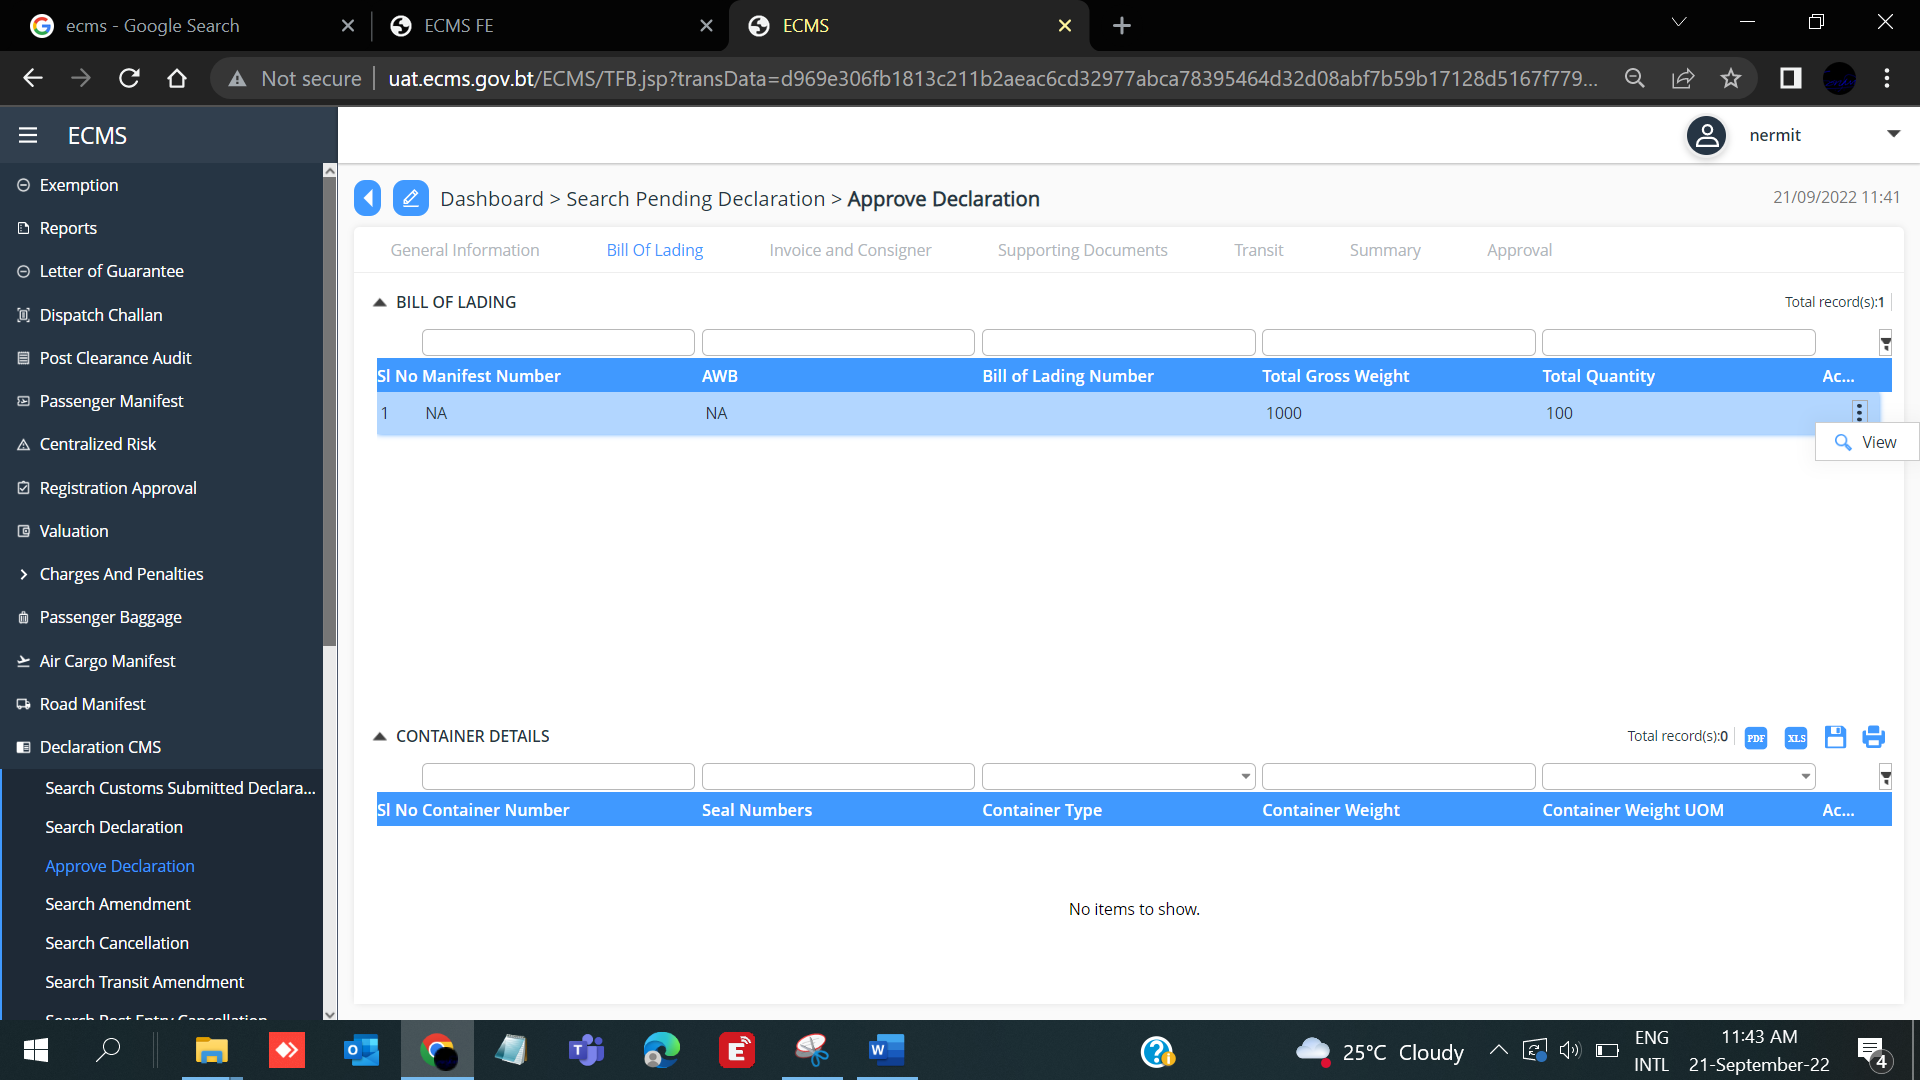 ecms - Google Search
ECMS FE
ECMS
Not secure
uat.ecms.gov.bt/ECMS/TFB.jsp?transData=d969e306fb1813c211b2aeac6cd32977abca78395464d32d08abf7b59b17128d5167f779...
ECMS
nermit
Exemption
Reports
Letter of Guarantee
Dispatch Challan
Post Clearance Audit
Passenger Manifest
Centralized Risk
Registration Approval
Valuation
Charges And Penalties
Passenger Baggage
Air Cargo Manifest
Road Manifest
Declaration CMS
Search Customs Submitted Declara...
Search Declaration
Approve Declaration
Search Amendment
Search Cancellation
Search Transit Amendment
Search Post Entry Cancellation
Dashboard > Search Pending Declaration > Approve Declaration
21/09/2022 11:41
General Information Bill Of Lading Invoice and Consigner Supporting Documents Transit Summary Approval
BILL OF LADING
Total record(s):1
Sl No Manifest Number AWB Bill of Lading Number Total Gross Weight Total Quantity Ac...
1 NA NA 1000 100
View
CONTAINER DETAILS
Total record(s):0
PDF XLS
Sl No Container Number Seal Numbers Container Type Container Weight Container Weight UOM Ac...
No items to show.
25°C Cloudy
ENG
INTL
11:43 AM
21-September-22
4